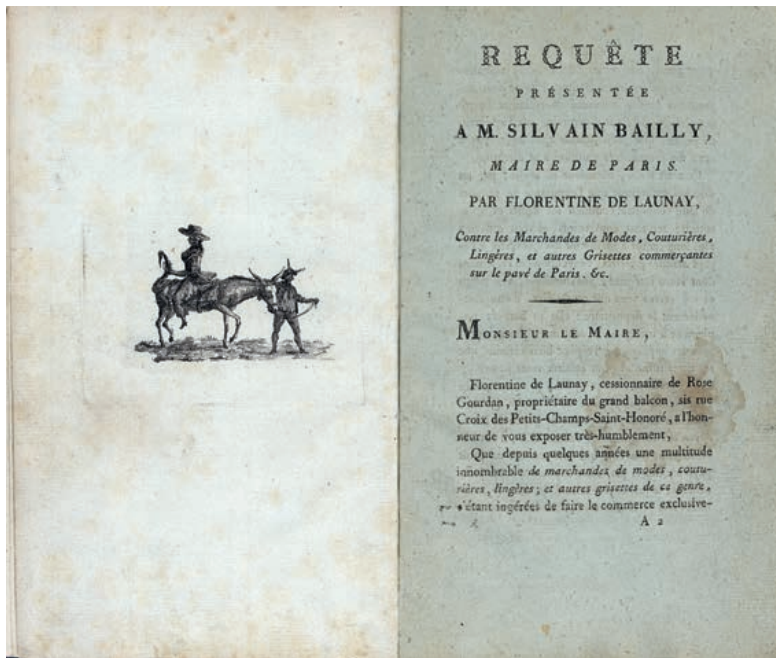 REQUÊTE
PRÉSENTÉE
A M. SILVAIN BAILLY,
MAIRE DE PARIS.
PAR FLORENTINE DE LAUNAY,
Contre les Marchandes de Modes, Couturières,
Lingères, et autres Grisettes commerçantes
sur le pavé de Paris. &c.
MONSIEUR LE MAIRE,
Florentine de Launay, cessionnaire de Rose
Gourdan, propriétaire du grand balcon, sis rue
Croix des Petits-Champs-Saint-Honoré, a l'hon-
neur de vous exposer très-humblement,
Que depuis quelques années une multitude
innombrable de marchandes de modes, coutu-
rières, lingères; et autres grisettes de ce genre,
s'étant ingérées de faire le commerce exclusive-
A 2